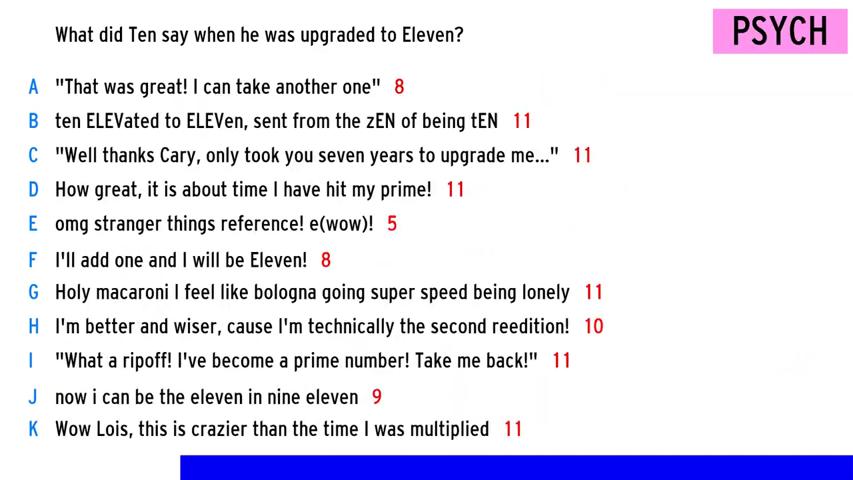 What did Ten say when he was upgraded to Eleven?
PSYCH
A "That was great! I can take another one" 8
B ten ELEVated to ELEVen, sent from the zEN of being tEN 11
C "Well thanks Cary, only took you seven years to upgrade me..." 11
D How great, it is about time I have hit my prime! 11
E omg stranger things reference! e(wow)! 5
F I'll add one and I will be Eleven! 8
G Holy macaroni I feel like bologna going super speed being lonely 11
H I'm better and wiser, cause I'm technically the second reedition! 10
I "What a ripoff! I've become a prime number! Take me back!" 11
J now i can be the eleven in nine eleven 9
K Wow Lois, this is crazier than the time I was multiplied 11